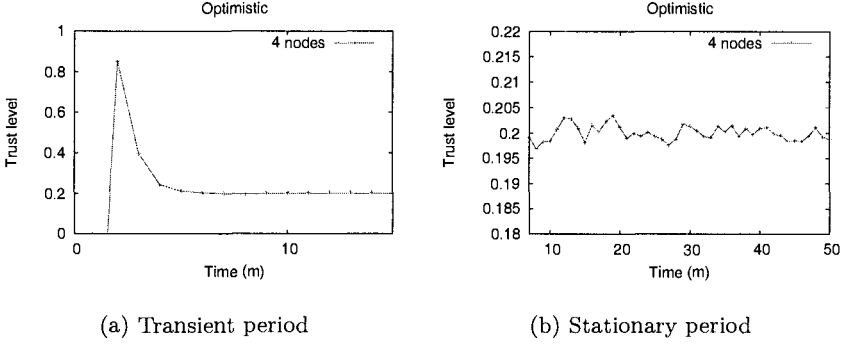 Optimistic
4 nodes
Trust level
1
0.8
0.6
0.4
0.2
0
0
10
Time (m)
(a) Transient period
Optimistic
4 nodes
Trust level
0.22
0.215
0.21
0.205
0.2
0.195
0.19
0.185
0.18
10
20
30
40
50
Time (m)
(b) Stationary period